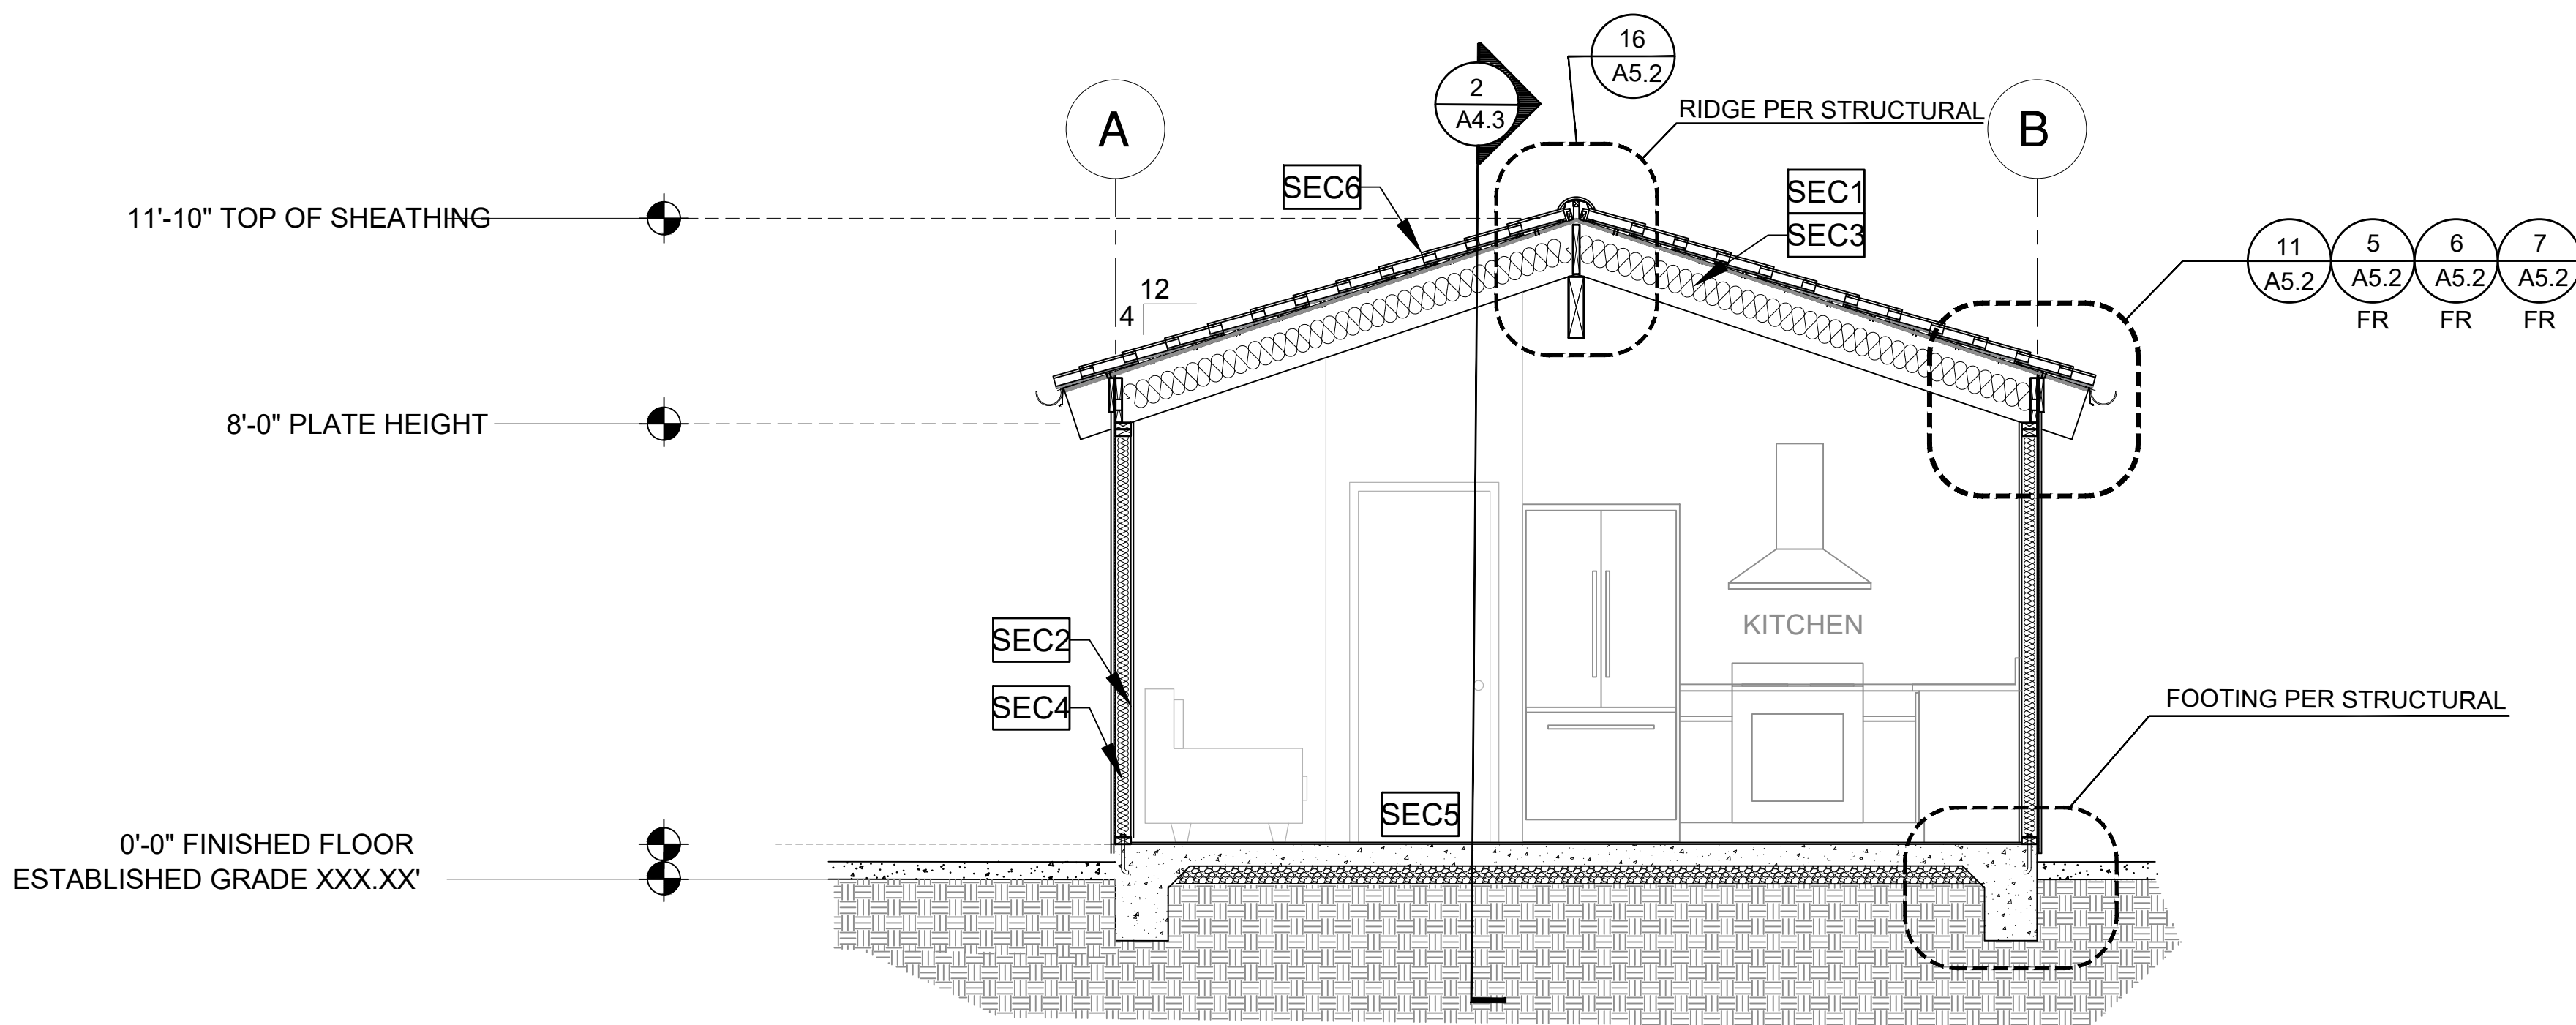 16
A5.2
2
A4.3
RIDGE PER STRUCTURAL
A
B
SEC6
SEC1
SEC3
11'-10" TOP OF SHEATHING
11
A5.2
5
A5.2
FR
6
A5.2
FR
7
A5.2
FR
12
4
8'-0" PLATE HEIGHT
KITCHEN
SEC2
SEC4
FOOTING PER STRUCTURAL
SEC5
0'-0" FINISHED FLOOR
ESTABLISHED GRADE XXX.XX'